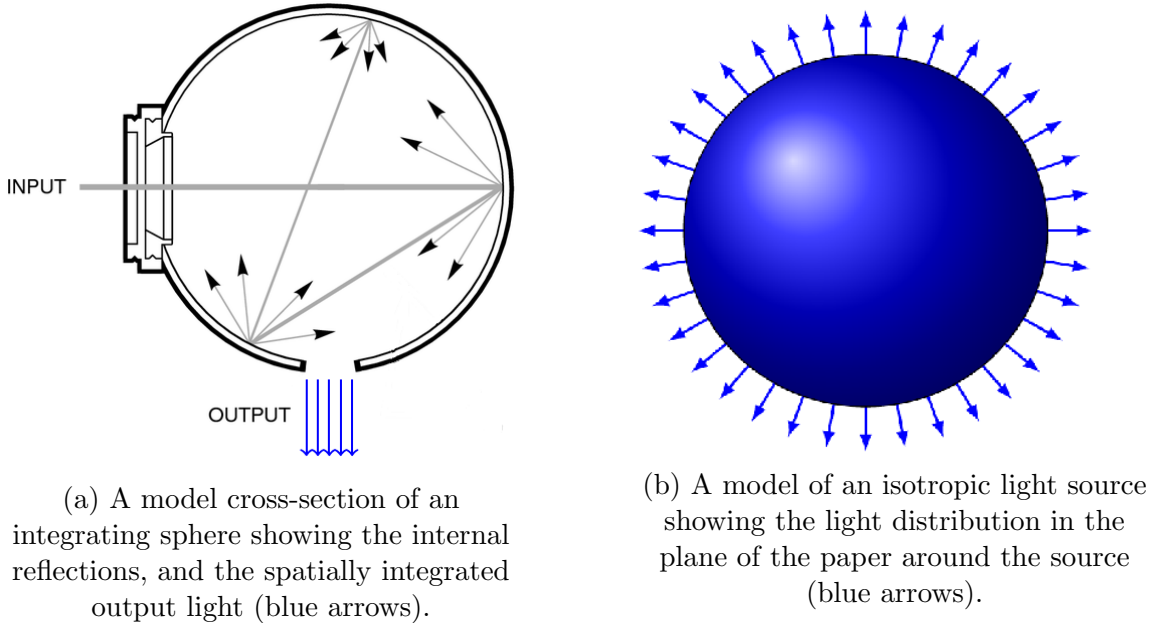 INPUT
OUTPUT
(a) A model cross-section of an
integrating sphere showing the internal
reflections, and the spatially integrated
output light (blue arrows).
(b) A model of an isotropic light source
showing the light distribution in the
plane of the paper around the source
(blue arrows).